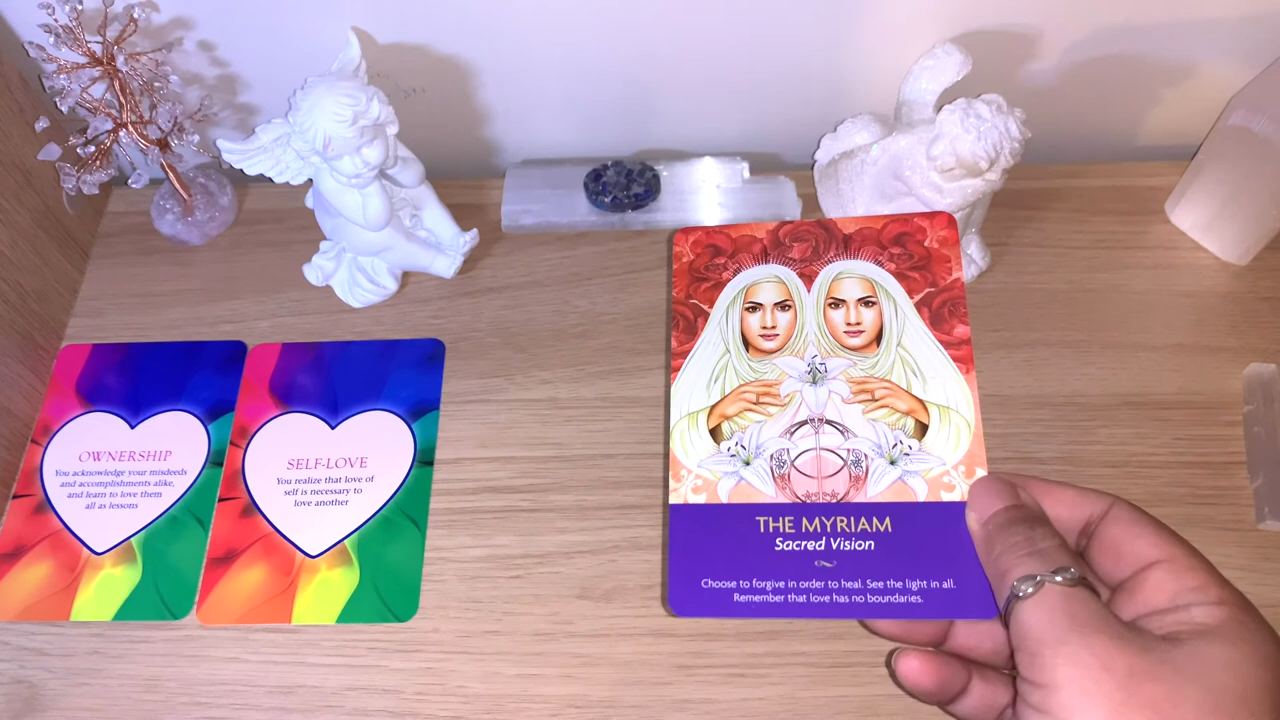 OWNERSHIP
You acknowledge your misdeeds
and accomplishments alike,
and learn to love them
all as lessons
SELF-LOVE
You realize that love of
self is necessary to
love another
THE MYRIAM
Sacred Vision
Choose to forgive in order to heal. See the light in all.
Remember that love has no boundaries.